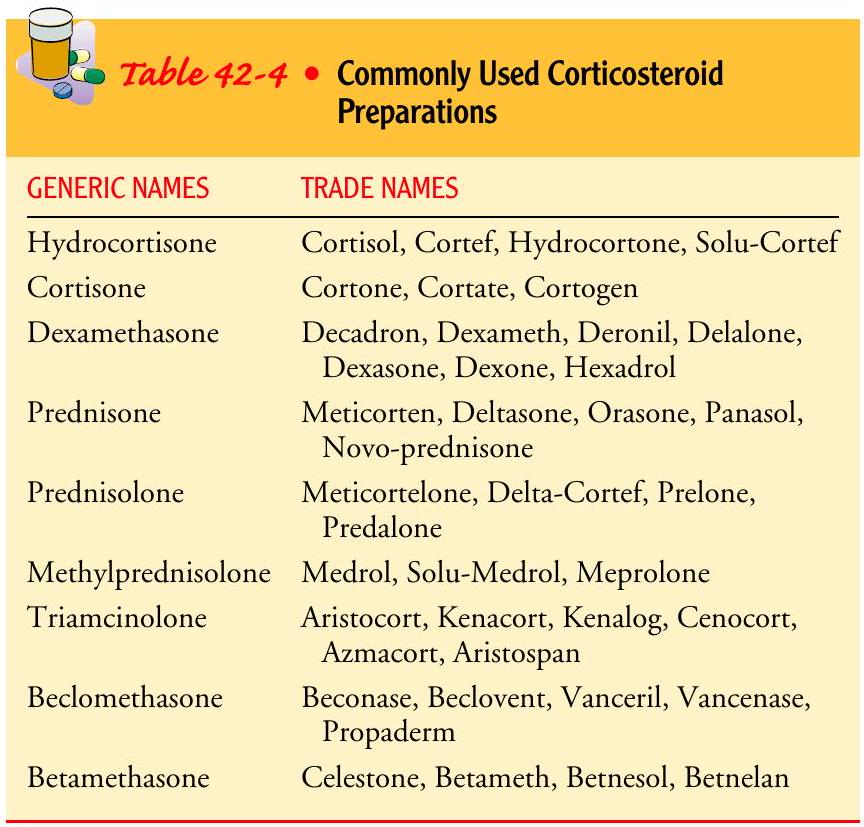 Table 42-4 • Commonly Used Corticosteroid
Preparations
GENERIC NAMES TRADE NAMES
Hydrocortisone Cortisol, Cortef, Hydrocortone, Solu-Cortef
Cortisone Cortone, Cortate, Cortogen
Dexamethasone Decadron, Dexameth, Deronil, Delalone,
Dexasone, Dexone, Hexadrol
Prednisone Meticorten, Deltasone, Orasone, Panasol,
Novo-prednisone
Prednisolone Meticortelone, Delta-Cortef, Prelone,
Predalone
Methylprednisolone Medrol, Solu-Medrol, Meprolone
Triamcinolone Aristocort, Kenacort, Kenalog, Cenocort,
Azmacort, Aristospan
Beclomethasone Beconase, Beclovent, Vanceril, Vancenase,
Propaderm
Betamethasone Celestone, Betameth, Betnesol, Betnelan